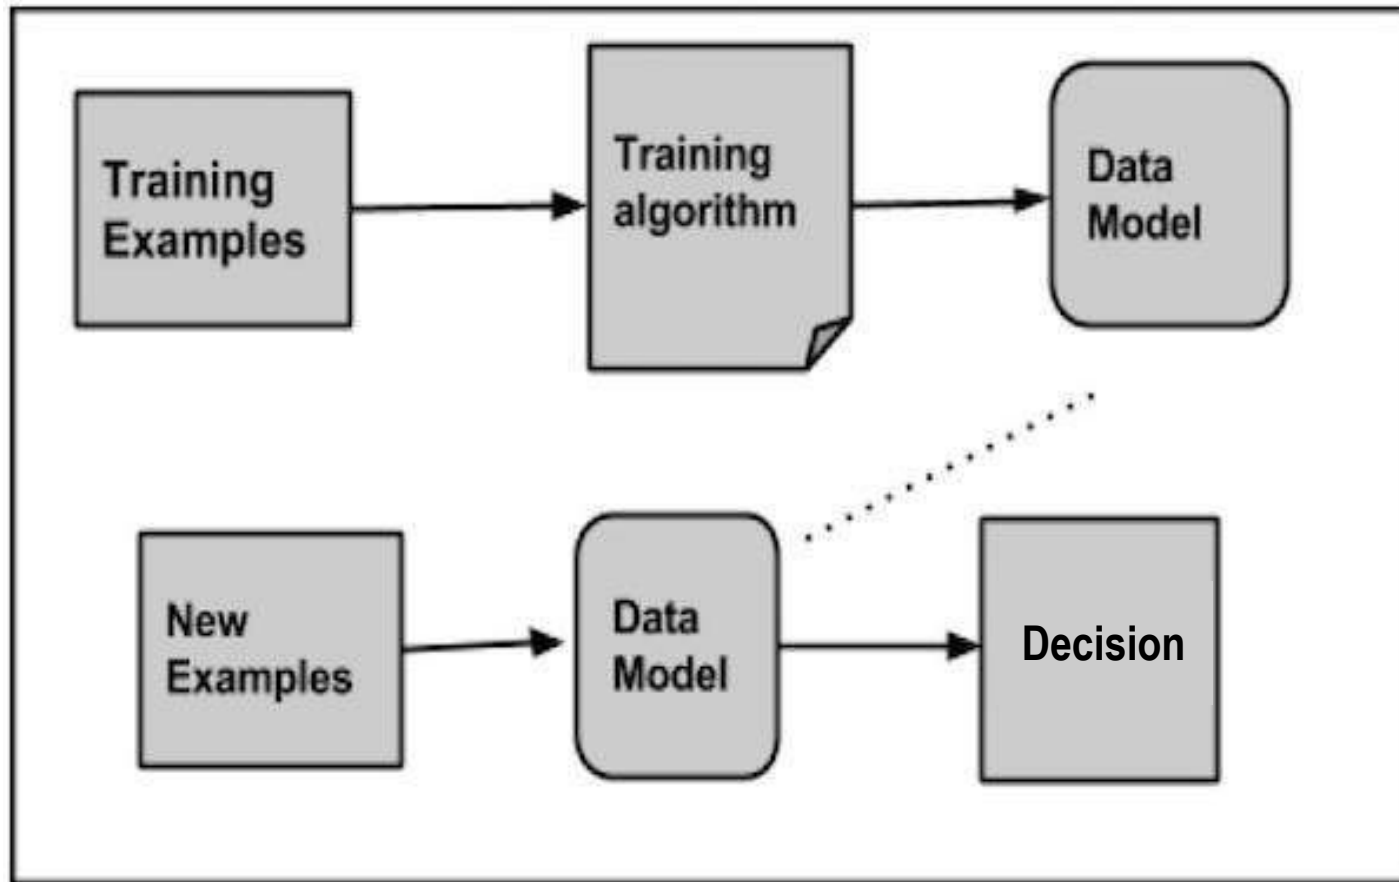 Training
Examples
Training
algorithm
Data
Model
New
Examples
Data
Model
Decision